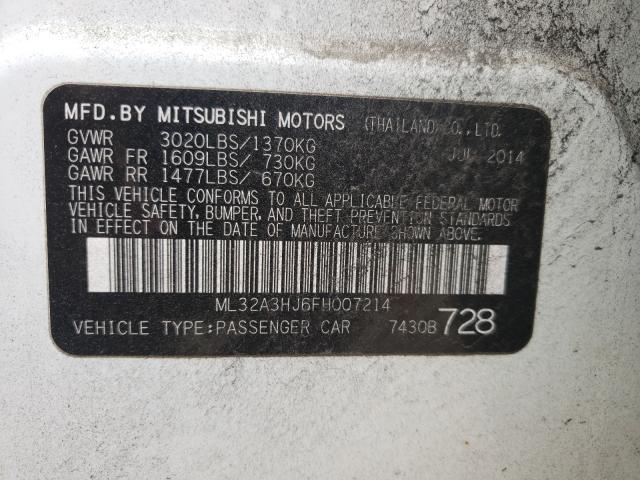 MFD.BY MITSUBISHI MOTORS (THAILAND)CO.,LTD.
GVWR 3020LBS/1370KG JUL 2014
GAWR FR 1609LBS/ 730KG
GAWR RR 1477LBS/ 670KG
THIS VEHICLE CONFORMS TO ALL APPLICABLE FEDERAL MOTOR
VEHICLE SAFETY, BUMPER, AND THEFT PREVENTION STANDARDS
IN EFFECT ON THE DATE OF MANUFACTURE SHOWN ABOVE.
ML32A3HJ6FH007214
VEHICLE TYPE:PASSENGER CAR 7430B 728